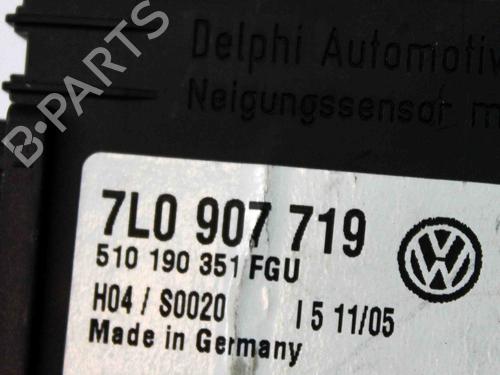 B-PARTS
Delphi Automotiv
Neigungssensor m
7L0 907 719
510 190 351 FGU
H04 / S0020 I 5 11/05
Made in Germany